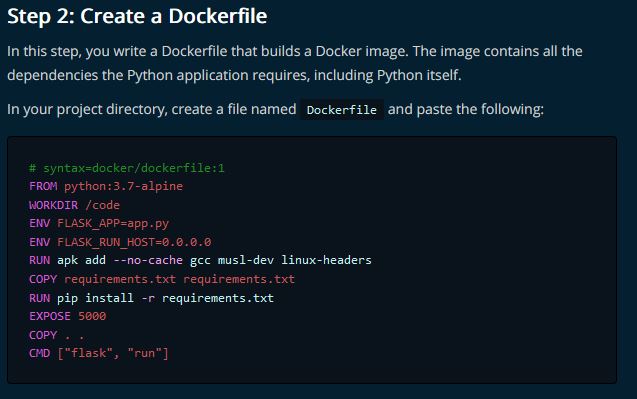 Step 2: Create a Dockerfile
In this step, you write a Dockerfile that builds a Docker image. The image contains all the
dependencies the Python application requires, including Python itself.
In your project directory, create a file named Dockerfile and paste the following:
# syntax=docker/dockerfile:1
FROM python:3.7-alpine
WORKDIR /code
ENV FLASK_APP=app.py
ENV FLASK_RUN_HOST=0.0.0.0
RUN apk add --no-cache gcc musl-dev linux-headers
COPY requirements.txt requirements.txt
RUN pip install -r requirements.txt
EXPOSE 5000
COPY . .
CMD ["flask", "run"]